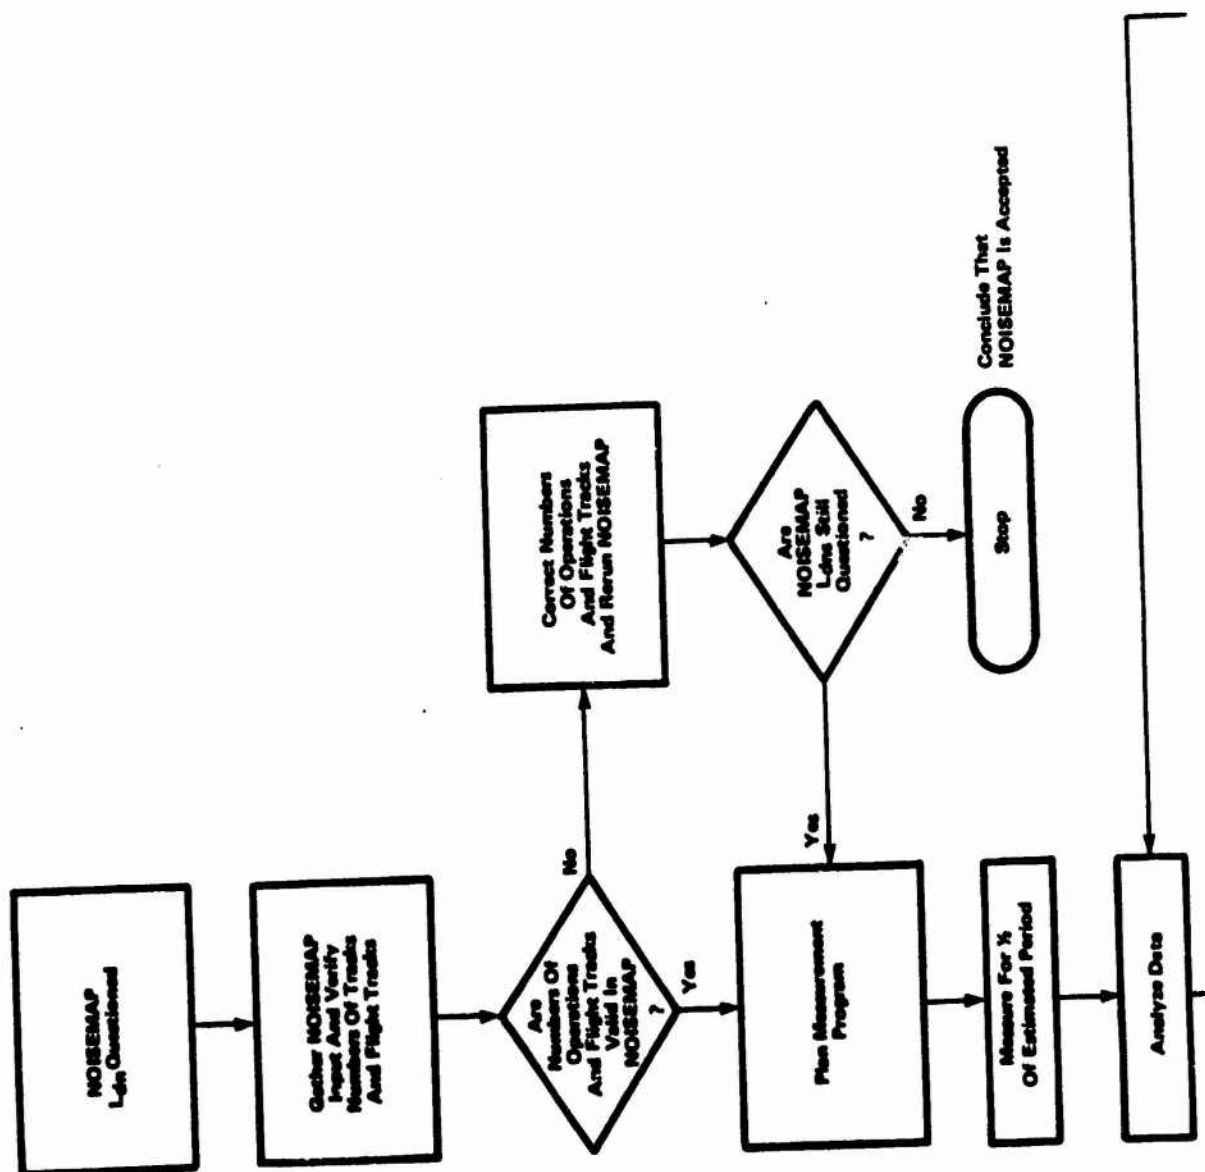 NOISEMAP
Ldn Questioned
Gather NOISEMAP
Input And Verify
Numbers Of Tracks
And Flight Tracks
Are
Numbers Of
Operations
And Flight Tracks
Valid In
NOISEMAP
?
No
Yes
Correct Numbers
Of Operations
And Flight Tracks
And Rerun NOISEMAP
Are
NOISEMAP
Ldns Still
Questioned
?
No
Yes
Stop
Conclude That
NOISEMAP Is Accepted
Plan Measurement
Program
Measure For ½
Of Estimated Period
Analyze Data